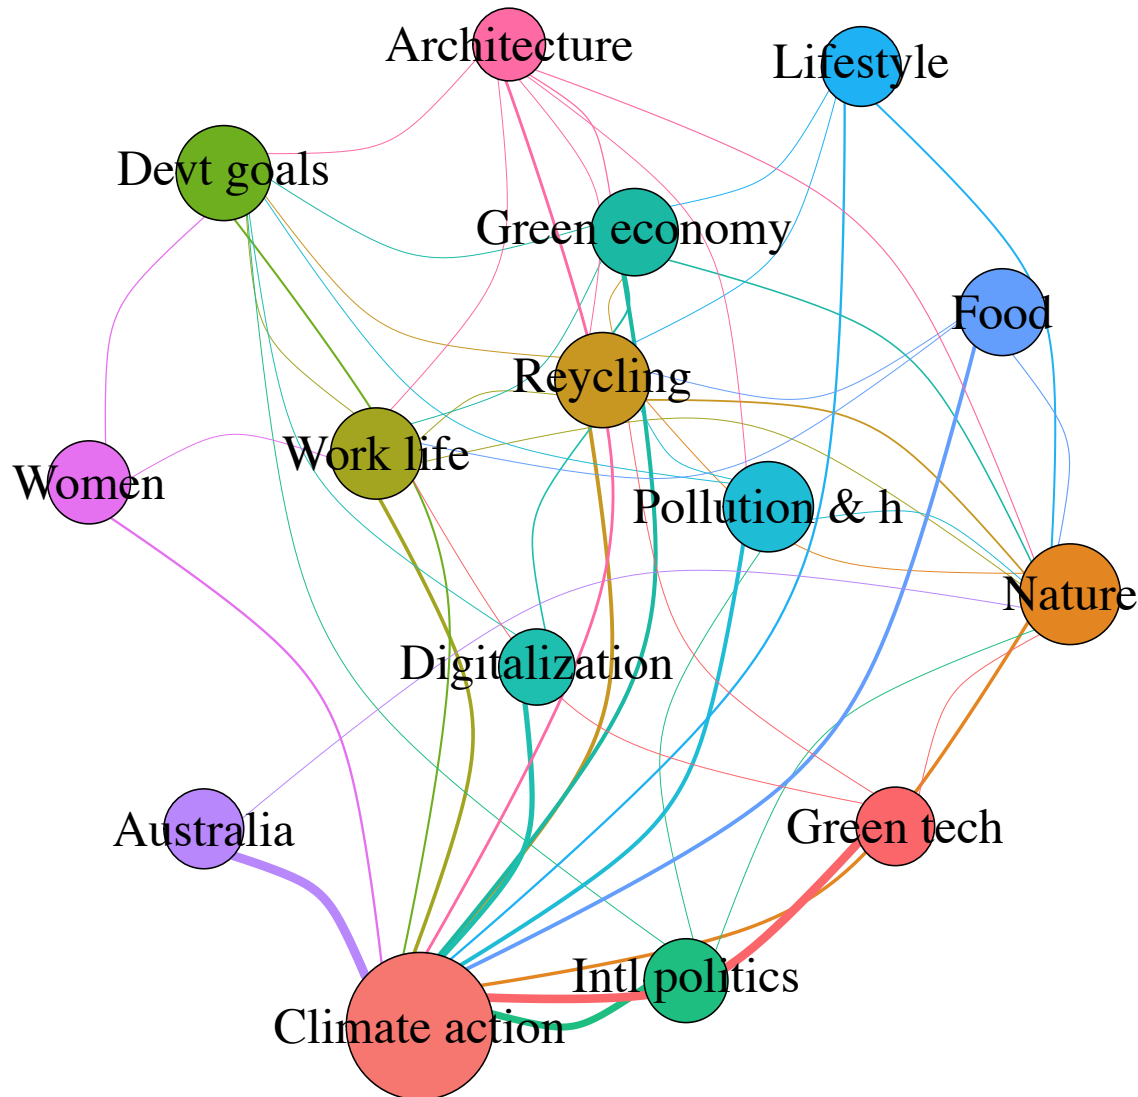 Architecture
Lifestyle
Devt goals
Green economy
Food
Reycling
Work life
Women
Pollution & h
Nature
Digitalization
Australia
Green tech
Intl politics
Climate action